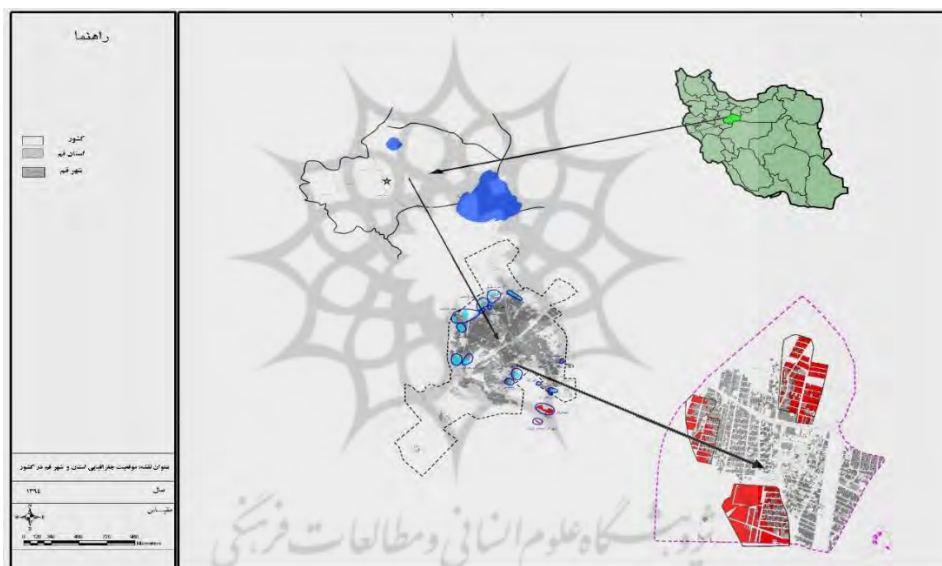 راهنما
کشور
استان قم
شهر قم
عنوان نقشه: موقعیت جغرافیایی استان و شهر قم در کشور
سال
۱۳۹۴
مقیاس
Kilometers
پژوهشگاه علوم انسانی و مطالعات فرهنگی